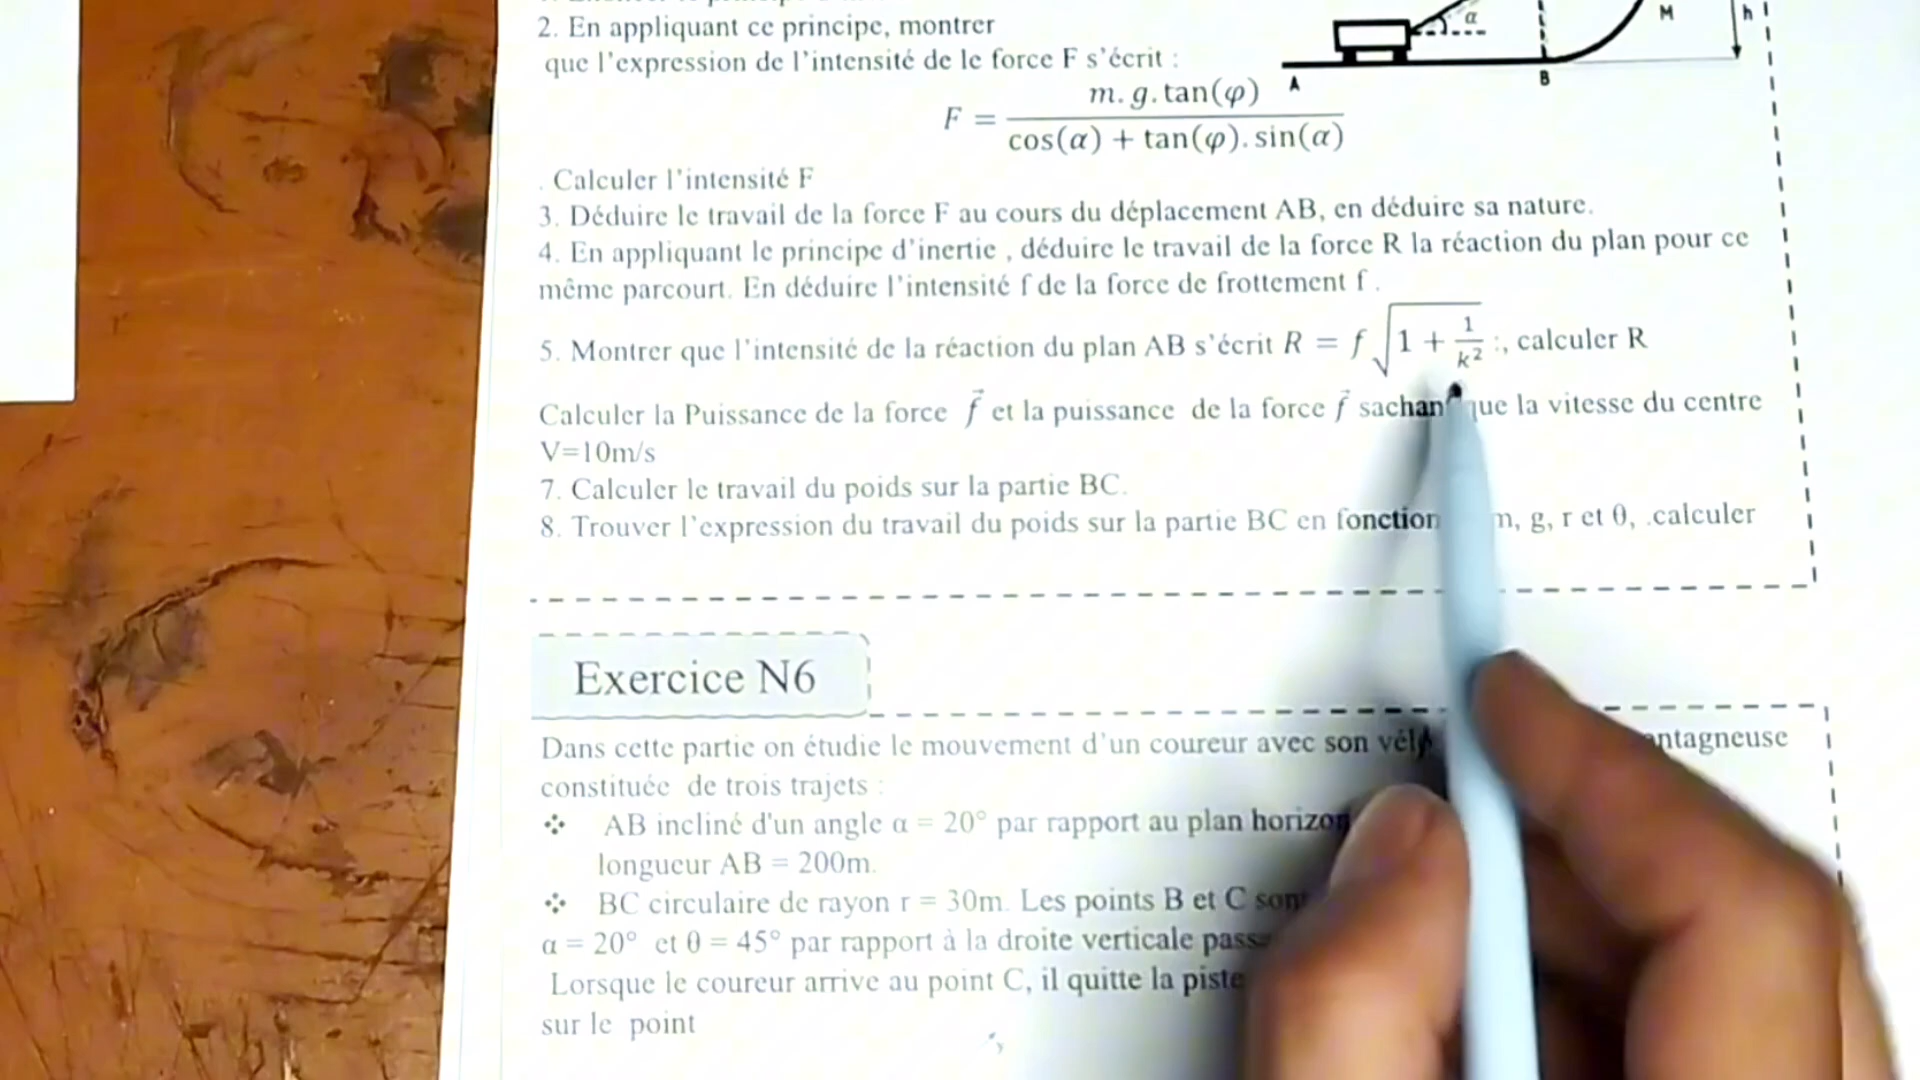 2. En appliquant ce principe, montrer
que l'expression de l'intensité de le force F s'écrit :
F = m. g. tan(φ) / cos(α) + tan(φ). sin(α)
α
M
h
A
B
. Calculer l'intensité F
3. Déduire le travail de la force F au cours du déplacement AB, en déduire sa nature.
4. En appliquant le principe d'inertie , déduire le travail de la force R la réaction du plan pour ce
même parcourt. En déduire l'intensité f de la force de frottement f .
5. Montrer que l'intensité de la réaction du plan AB s'écrit R = f √(1 + 1/k²) :, calculer R
Calculer la Puissance de la force f⃗ et la puissance de la force f⃗ sachant que la vitesse du centre
V=10m/s
7. Calculer le travail du poids sur la partie BC.
8. Trouver l'expression du travail du poids sur la partie BC en fonction m, g, r et θ, .calculer
Exercice N6
Dans cette partie on étudie le mouvement d'un coureur avec son vélo
constituée de trois trajets :
❖ AB incliné d'un angle α = 20° par rapport au plan
longueur AB = 200m.
❖ BC circulaire de rayon r = 30m. Les points B et C sont
α = 20° et θ = 45° par rapport à la droite verticale
Lorsque le coureur arrive au point C, il quitte la piste
sur le point